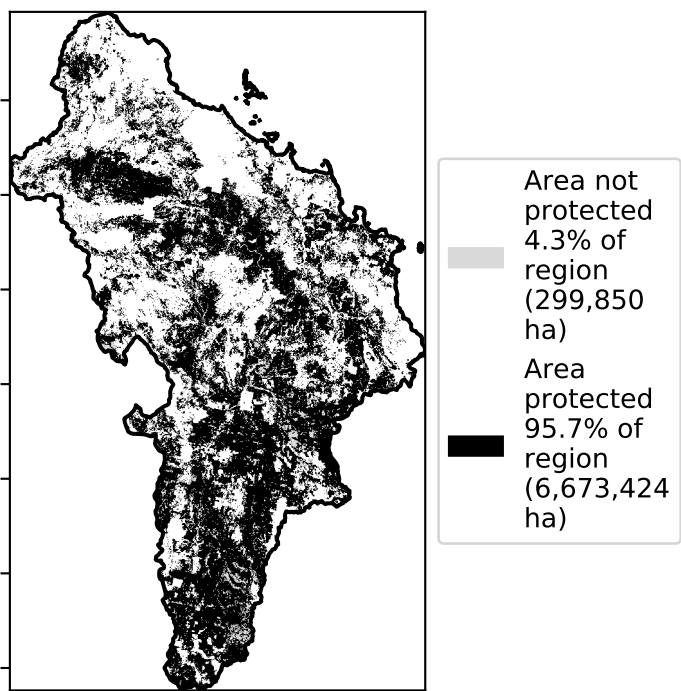 Area not
protected
4.3% of
region
(299,850
ha)
Area
protected
95.7% of
region
(6,673,424
ha)